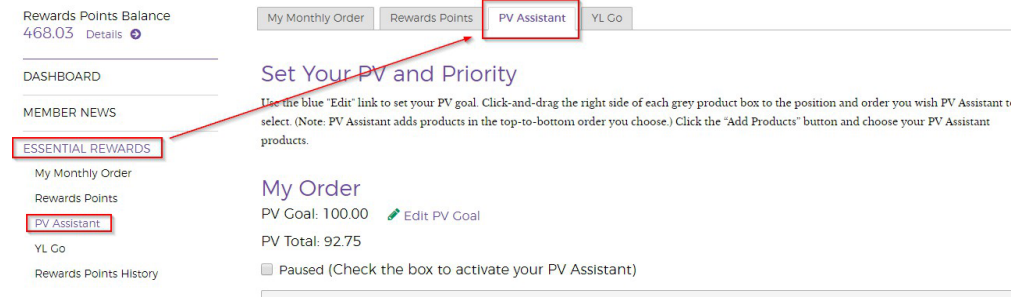 Rewards Points Balance
468.03 Details
DASHBOARD
MEMBER NEWS
ESSENTIAL REWARDS
My Monthly Order
Rewards Points
PV Assistant
YL Go
Rewards Points History
My Monthly Order Rewards Points PV Assistant YL Go
Set Your PV and Priority
Use the blue "Edit" link to set your PV goal. Click-and-drag the right side of each grey product box to the position and order you wish PV Assistant to
select. (Note: PV Assistant adds products in the top-to-bottom order you choose.) Click the "Add Products" button and choose your PV Assistant
products.
My Order
PV Goal: 100.00 Edit PV Goal
PV Total: 92.75
Paused (Check the box to activate your PV Assistant)